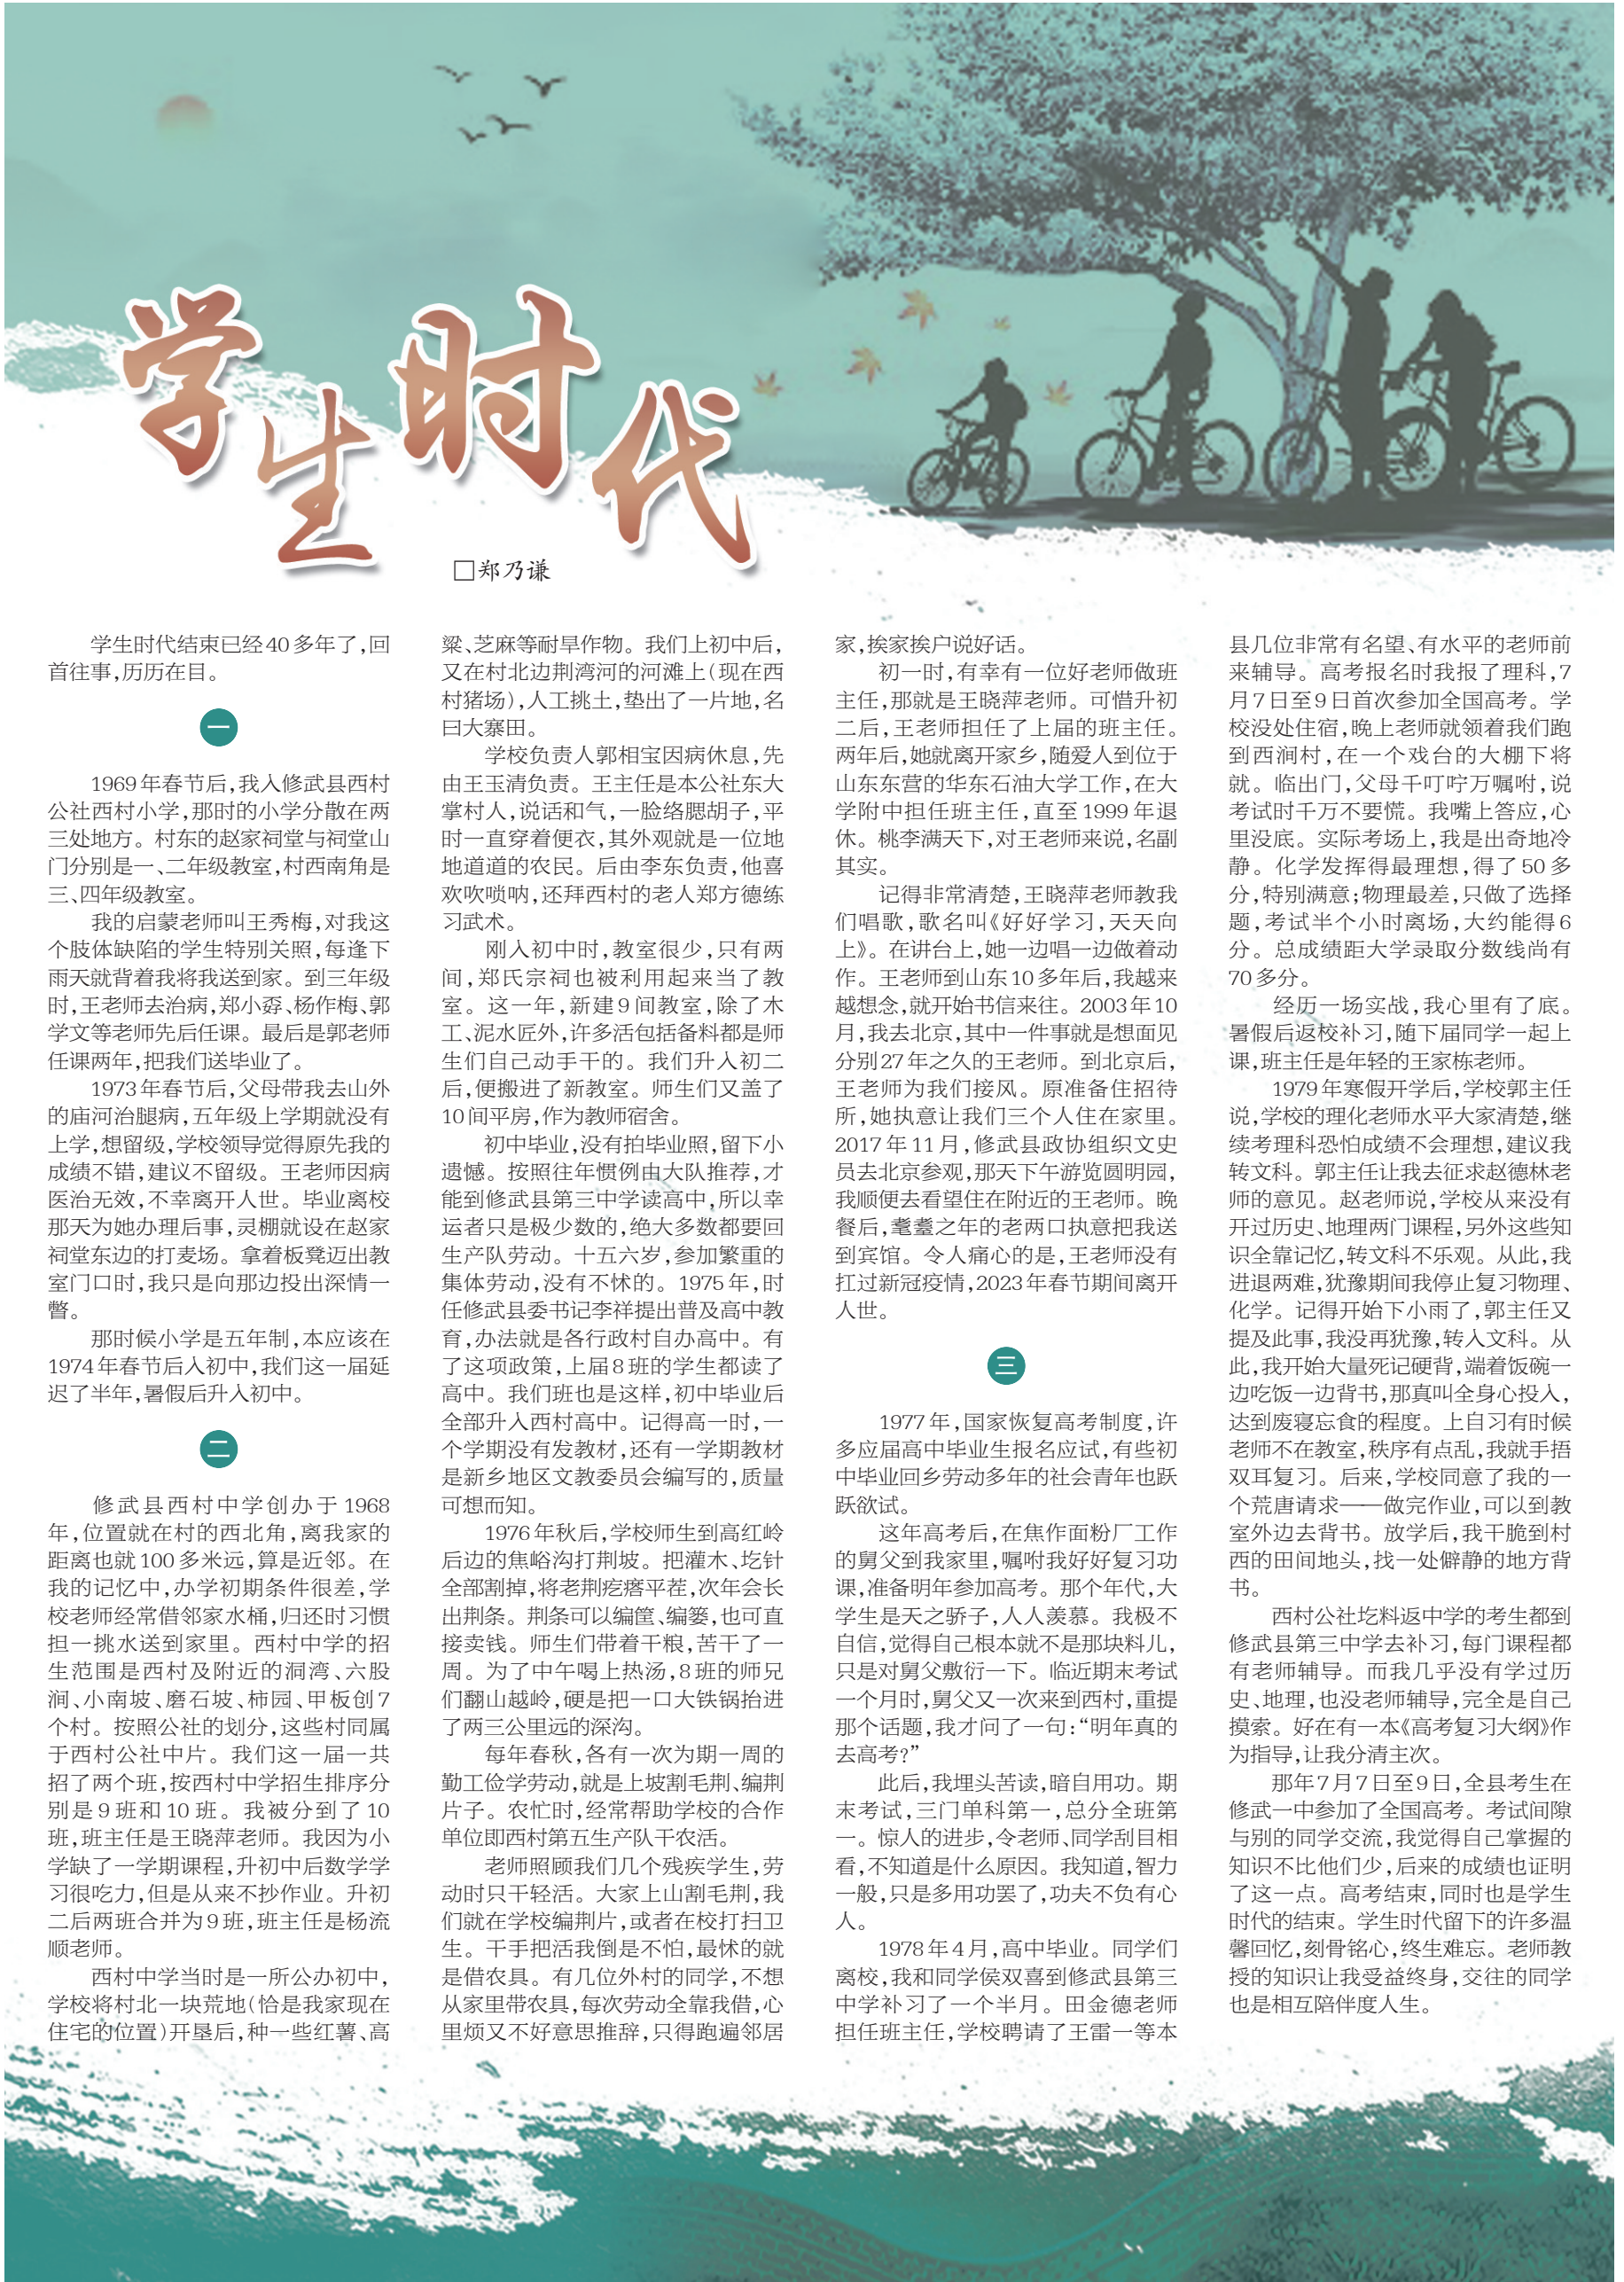 学生时代
□郑乃谦
学生时代结束已经40多年了,回
首往事,历历在目。
一
1969年春节后,我入修武县西村
公社西村小学,那时的小学分散在两
三处地方。村东的赵家祠堂与祠堂山
门分别是一、二年级教室,村西南角是
三、四年级教室。
我的启蒙老师叫王秀梅,对我这
个肢体缺陷的学生特别关照,每逢下
雨天就背着我将我送到家。到三年级
时,王老师去治病,郑小孬、杨作梅、郭
学文等老师先后任课。最后是郭老师
任课两年,把我们送毕业了。
1973年春节后,父母带我去山外
的庙河治腿病,五年级上学期就没有
上学,想留级,学校领导觉得原先我的
成绩不错,建议不留级。王老师因病
医治无效,不幸离开人世。毕业离校
那天为她办理后事,灵棚就设在赵家
祠堂东边的打麦场。拿着板凳迈出教
室门口时,我只是向那边投出深情一
瞥。
那时候小学是五年制,本应该在
1974年春节后入初中,我们这一届延
迟了半年,暑假后升入初中。
二
修武县西村中学创办于1968
年,位置就在村的西北角,离我家的
距离也就100多米远,算是近邻。在
我的记忆中,办学初期条件很差,学
校老师经常借邻家水桶,归还时习惯
担一挑水送到家里。西村中学的招
生范围是西村及附近的洞湾、六股
涧、小南坡、磨石坡、柿园、甲板创7
个村。按照公社的划分,这些村同属
于西村公社中片。我们这一届一共
招了两个班,按西村中学招生排序分
别是9班和10班。我被分到了10
班,班主任是王晓萍老师。我因为小
学缺了一学期课程,升初中后数学学
习很吃力,但是从来不抄作业。升初
二后两班合并为9班,班主任是杨流
顺老师。
西村中学当时是一所公办初中,
学校将村北一块荒地(恰是我家现在
住宅的位置)开垦后,种一些红薯、高
粱、芝麻等耐旱作物。我们上初中后,
又在村北边荆湾河的河滩上(现在西
村猪场),人工挑土,垫出了一片地,名
曰大寨田。
学校负责人郭相宝因病休息,先
由王玉清负责。王主任是本公社东大
掌村人,说话和气,一脸络腮胡子,平
时一直穿着便衣,其外观就是一位地
地道道的农民。后由李东负责,他喜
欢吹唢呐,还拜西村的老人郑方德练
习武术。
刚入初中时,教室很少,只有两
间,郑氏宗祠也被利用起来当了教
室。这一年,新建9间教室,除了木
工、泥水匠外,许多活包括备料都是师
生们自己动手干的。我们升入初二
后,便搬进了新教室。师生们又盖了
10间平房,作为教师宿舍。
初中毕业,没有拍毕业照,留下小
遗憾。按照往年惯例由大队推荐,才
能到修武县第三中学读高中,所以幸
运者只是极少数的,绝大多数都要回
生产队劳动。十五六岁,参加繁重的
集体劳动,没有不怵的。1975年,时
任修武县委书记李祥提出普及高中教
育,办法就是各行政村自办高中。有
了这项政策,上届8班的学生都读了
高中。我们班也是这样,初中毕业后
全部升入西村高中。记得高一时,一
个学期没有发教材,还有一学期教材
是新乡地区文教委员会编写的,质量
可想而知。
1976年秋后,学校师生到高红岭
后边的焦峪沟打荆坡。把灌木、圪针
全部割掉,将老荆疙瘩平茬,次年会长
出荆条。荆条可以编筐、编篓,也可直
接卖钱。师生们带着干粮,苦干了一
周。为了中午喝上热汤,8班的师兄
们翻山越岭,硬是把一口大铁锅抬进
了两三公里远的深沟。
每年春秋,各有一次为期一周的
勤工俭学劳动,就是上坡割毛荆、编荆
片子。农忙时,经常帮助学校的合作
单位即西村第五生产队干农活。
老师照顾我们几个残疾学生,劳
动时只干轻活。大家上山割毛荆,我
们就在学校编荆片,或者在校打扫卫
生。干手把活我倒是不怕,最怵的就
是借农具。有几位外村的同学,不想
从家里带农具,每次劳动全靠我借,心
里烦又不好意思推辞,只得跑遍邻居
家,挨家挨户说好话。
初一时,有幸有一位好老师做班
主任,那就是王晓萍老师。可惜升初
二后,王老师担任了上届的班主任。
两年后,她就离开家乡,随爱人到位于
山东东营的华东石油大学工作,在大
学附中担任班主任,直至1999年退
休。桃李满天下,对王老师来说,名副
其实。
记得非常清楚,王晓萍老师教我
们唱歌,歌名叫《好好学习,天天向
上》。在讲台上,她一边唱一边做着动
作。王老师到山东10多年后,我越来
越想念,就开始书信来往。2003年10
月,我去北京,其中一件事就是想面见
分别27年之久的王老师。到北京后,
王老师为我们接风。原准备住招待
所,她执意让我们三个人住在家里。
2017年11月,修武县政协组织文史
员去北京参观,那天下午游览圆明园,
我顺便去看望住在附近的王老师。晚
餐后,耄耋之年的老两口执意把我送
到宾馆。令人痛心的是,王老师没有
扛过新冠疫情,2023年春节期间离开
人世。
三
1977年,国家恢复高考制度,许
多应届高中毕业生报名应试,有些初
中毕业回乡劳动多年的社会青年也跃
跃欲试。
这年高考后,在焦作面粉厂工作
的舅父到我家里,嘱咐我好好复习功
课,准备明年参加高考。那个年代,大
学生是天之骄子,人人羡慕。我极不
自信,觉得自己根本就不是那块料儿,
只是对舅父敷衍一下。临近期末考试
一个月时,舅父又一次来到西村,重提
那个话题,我才问了一句:“明年真的
去高考?”
此后,我埋头苦读,暗自用功。期
末考试,三门单科第一,总分全班第
一。惊人的进步,令老师、同学刮目相
看,不知道是什么原因。我知道,智力
一般,只是多用功罢了,功夫不负有心
人。
1978年4月,高中毕业。同学们
离校,我和同学侯双喜到修武县第三
中学补习了一个半月。田金德老师
担任班主任,学校聘请了王雷一等本
县几位非常有名望、有水平的老师前
来辅导。高考报名时我报了理科,7
月7日至9日首次参加全国高考。学
校没处住宿,晚上老师就领着我们跑
到西涧村,在一个戏台的大棚下将
就。临出门,父母千叮咛万嘱咐,说
考试时千万不要慌。我嘴上答应,心
里没底。实际考场上,我是出奇地冷
静。化学发挥得最理想,得了50多
分,特别满意;物理最差,只做了选择
题,考试半个小时离场,大约能得6
分。总成绩距大学录取分数线尚有
70多分。
经历一场实战,我心里有了底。
暑假后返校补习,随下届同学一起上
课,班主任是年轻的王家栋老师。
1979年寒假开学后,学校郭主任
说,学校的理化老师水平大家清楚,继
续考理科恐怕成绩不会理想,建议我
转文科。郭主任让我去征求赵德林老
师的意见。赵老师说,学校从来没有
开过历史、地理两门课程,另外这些知
识全靠记忆,转文科不乐观。从此,我
进退两难,犹豫期间我停止复习物理、
化学。记得开始下小雨了,郭主任又
提及此事,我没再犹豫,转入文科。从
此,我开始大量死记硬背,端着饭碗一
边吃饭一边背书,那真叫全身心投入,
达到废寝忘食的程度。上自习有时候
老师不在教室,秩序有点乱,我就手捂
双耳复习。后来,学校同意了我的一
个荒唐请求——做完作业,可以到教
室外边去背书。放学后,我干脆到村
西的田间地头,找一处僻静的地方背
书。
西村公社圪料返中学的考生都到
修武县第三中学去补习,每门课程都
有老师辅导。而我几乎没有学过历
史、地理,也没老师辅导,完全是自己
摸索。好在有一本《高考复习大纲》作
为指导,让我分清主次。
那年7月7日至9日,全县考生在
修武一中参加了全国高考。考试间隙
与别的同学交流,我觉得自己掌握的
知识不比他们少,后来的成绩也证明
了这一点。高考结束,同时也是学生
时代的结束。学生时代留下的许多温
馨回忆,刻骨铭心,终生难忘。老师教
授的知识让我受益终身,交往的同学
也是相互陪伴度人生。